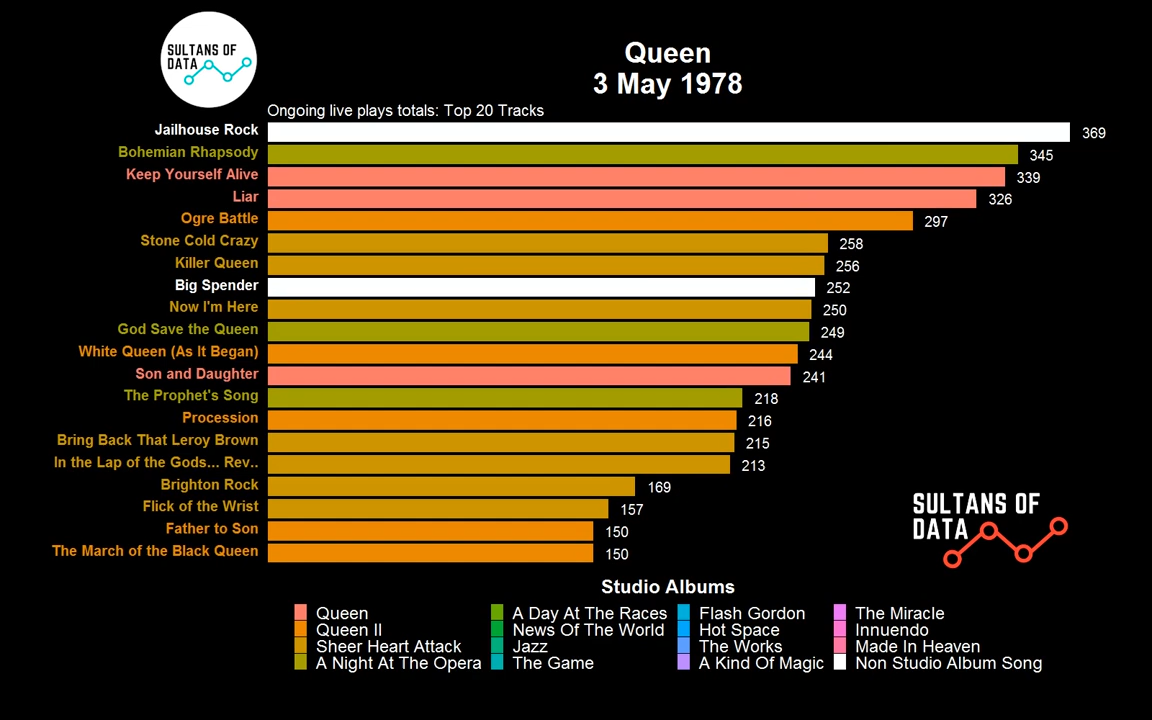 SULTANS OF
DATA
Queen
3 May 1978
Ongoing live plays totals: Top 20 Tracks
Jailhouse Rock 369
Bohemian Rhapsody 345
Keep Yourself Alive 339
Liar 326
Ogre Battle 297
Stone Cold Crazy 258
Killer Queen 256
Big Spender 252
Now I'm Here 250
God Save the Queen 249
White Queen (As It Began) 244
Son and Daughter 241
The Prophet's Song 218
Procession 216
Bring Back That Leroy Brown 215
In the Lap of the Gods... Rev.. 213
Brighton Rock 169
Flick of the Wrist 157
Father to Son 150
The March of the Black Queen 150
SULTANS OF
DATA
Studio Albums
Queen A Day At The Races Flash Gordon The Miracle
Queen II News Of The World Hot Space Innuendo
Sheer Heart Attack Jazz The Works Made In Heaven
A Night At The Opera The Game A Kind Of Magic Non Studio Album Song